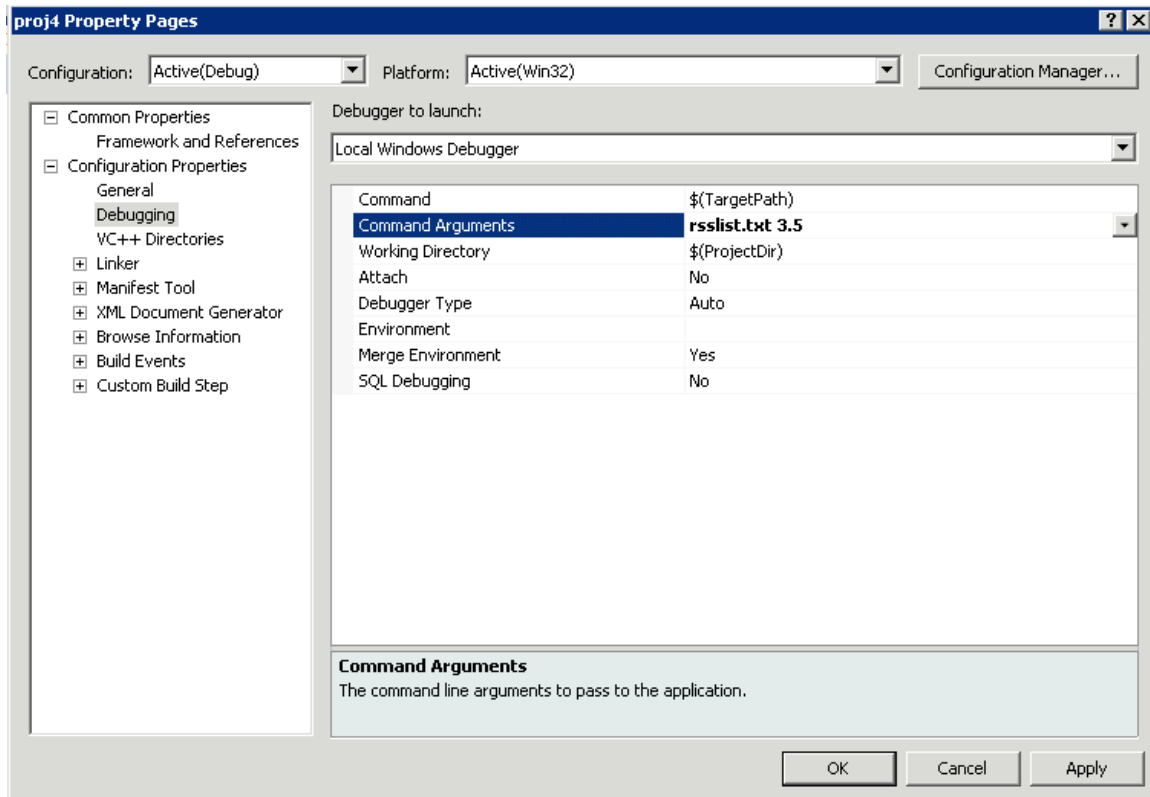 proj4 Property Pages
Configuration: Active(Debug) Platform: Active(Win32) Configuration Manager...
Common Properties
Framework and References
Configuration Properties
General
Debugging
VC++ Directories
Linker
Manifest Tool
XML Document Generator
Browse Information
Build Events
Custom Build Step
Debugger to launch:
Local Windows Debugger
Command $(TargetPath)
Command Arguments rsslist.txt 3.5
Working Directory $(ProjectDir)
Attach No
Debugger Type Auto
Environment
Merge Environment Yes
SQL Debugging No
Command Arguments
The command line arguments to pass to the application.
OK Cancel Apply